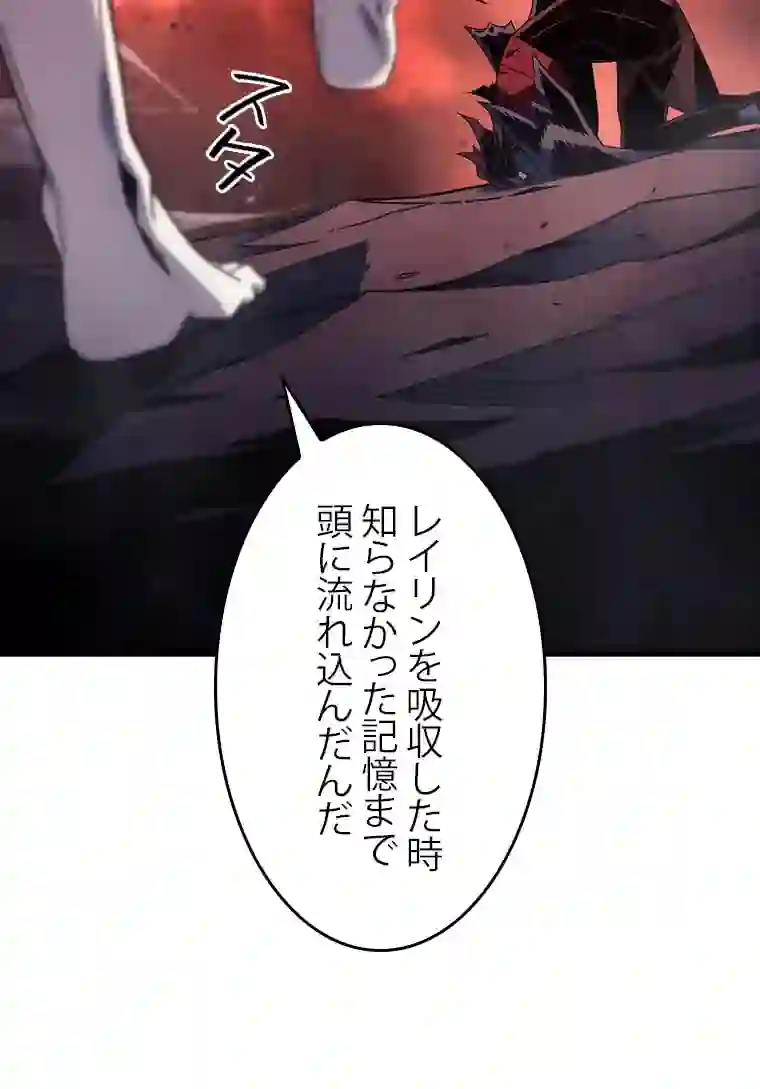 スタ
レイリンを吸収した時
知らなかった記憶まで
頭に流れ込んだんだ